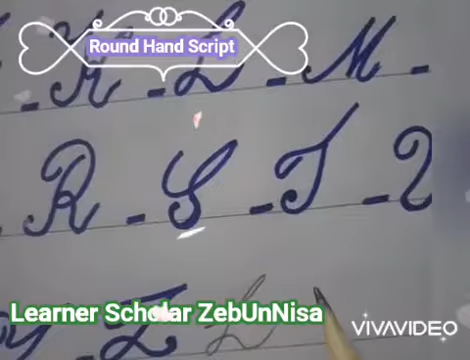 Round Hand Script
- K - L - M -
R - S - T - Q
Y - Z L
Learner Scholar ZebUnNisa
VIVAVIDEO